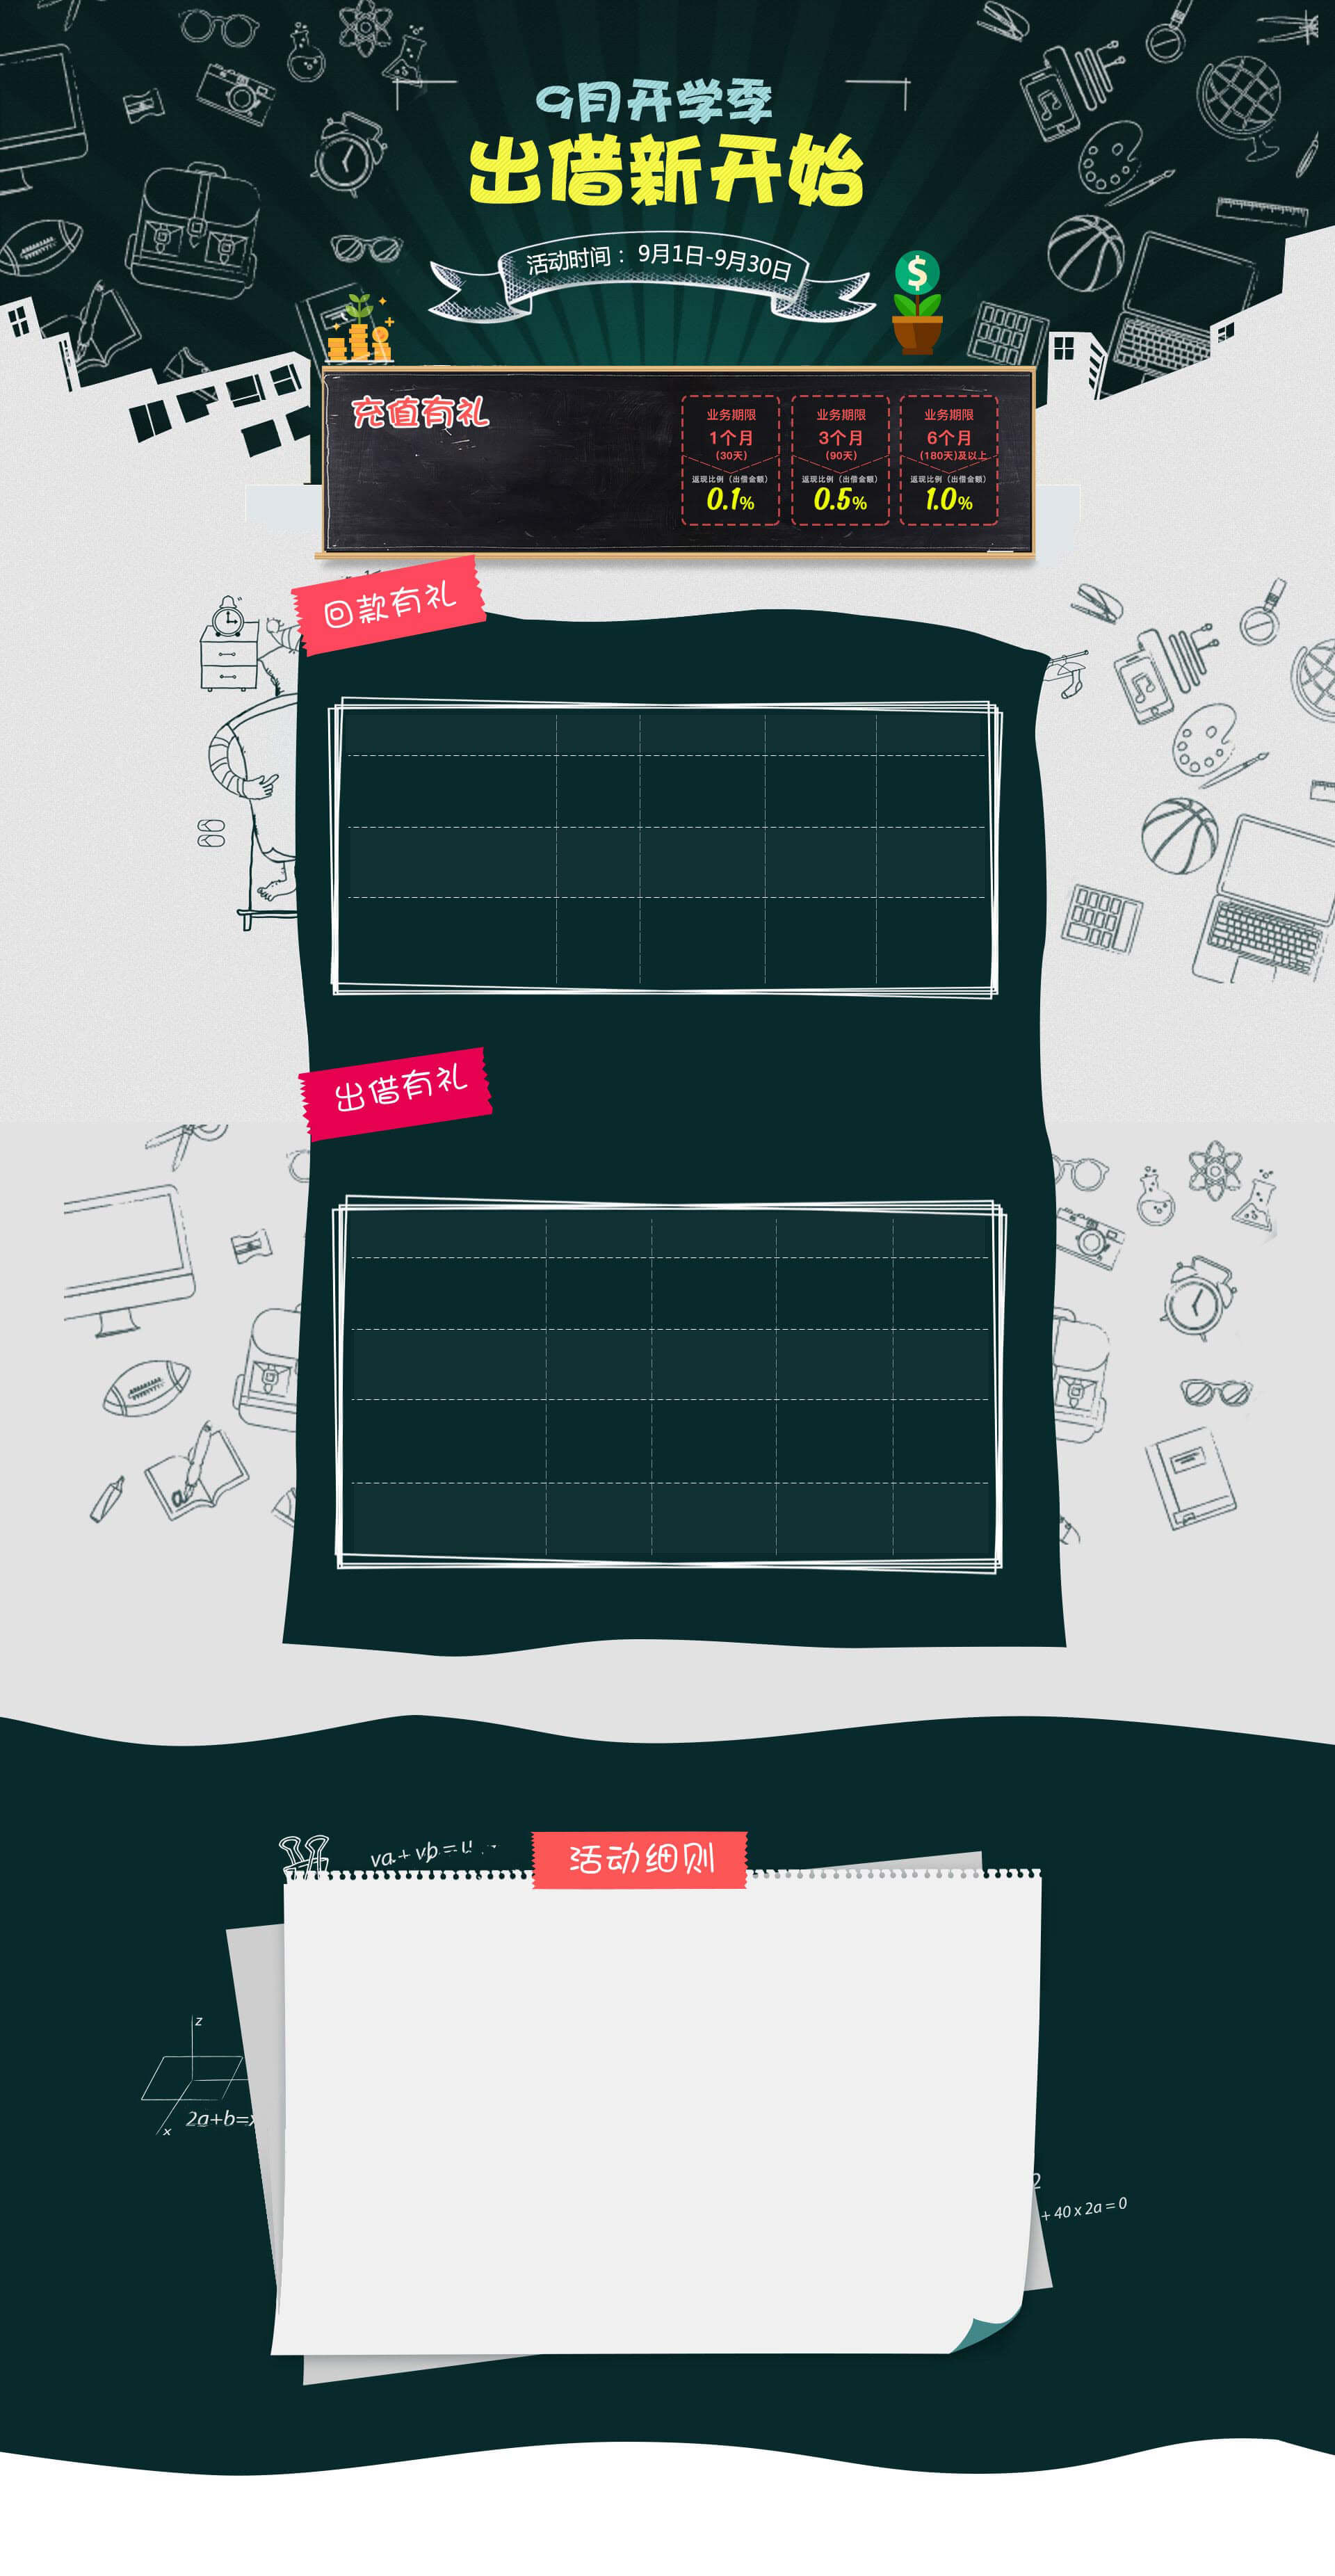 9月开学季
出借新开始
活动时间：9月1日-9月30日
$
充值有礼
业务期限
1个月
(30天)
返现比例（出借金额）
0.1%
业务期限
3个月
(90天)
返现比例（出借金额）
0.5%
业务期限
6个月
(180天)及以上
返现比例（出借金额）
1.0%
回款有礼
出借有礼
a
va + vb =
活动细则
z
2a+b=
x
2
+ 40 x 2a = 0